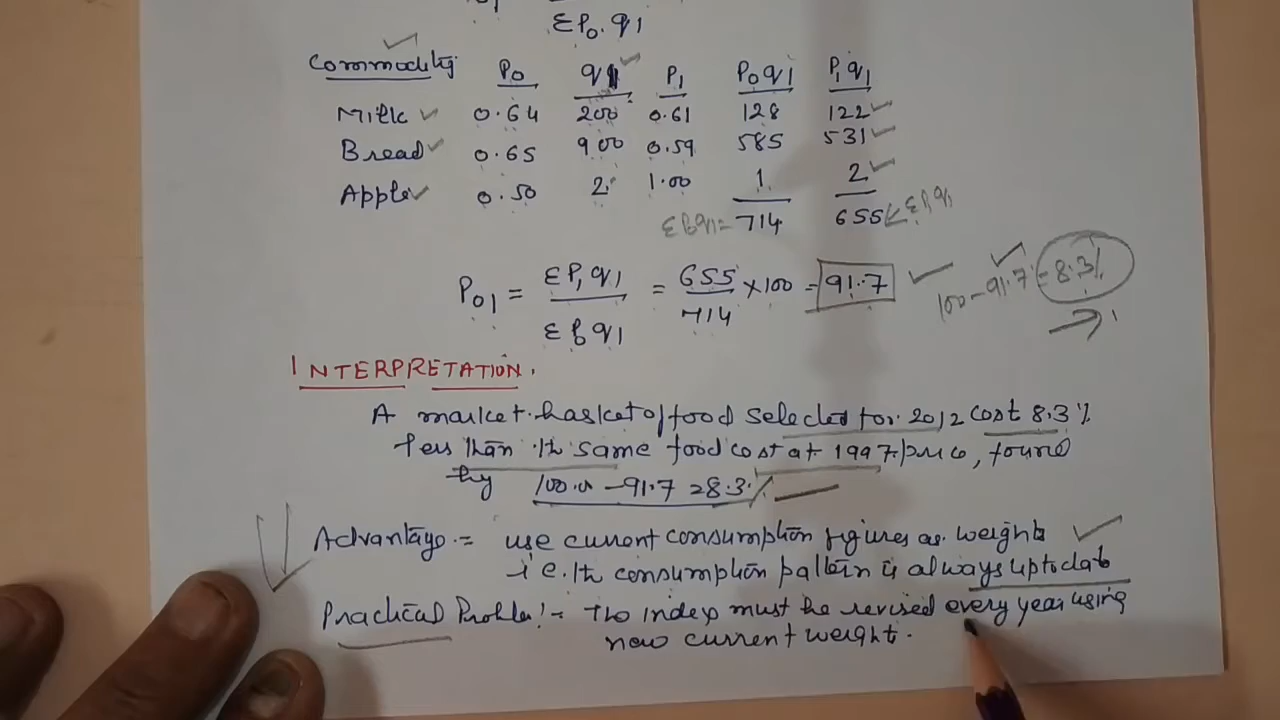 ΣP₀.q1
Commodity P₀ q1 P₁ P₀q1 P₁q₁
Milk 0.64 200 0.61 128 122
Bread 0.65 900 0.59 585 531
Apple 0.50 2 1.00 1 2
ΣP₀q1= 714 655 ΣP₁q₁
P₀₁ = ΣP₁q₁ / ΣP₀q₁ = 655 / 714 ×100 = 91.7 100-91.7=8.3%
INTERPRETATION.
A market basket of food selected for 2012 cost 8.3%
less than th same food cost at 1997 price, found
by 100.0 - 91.7 = 8.3%
Advantage = use current consumption figures as weights
i e. th consumption pattern is always uptodate
Practical Proble! = The index must be revised every year using
new current weight.